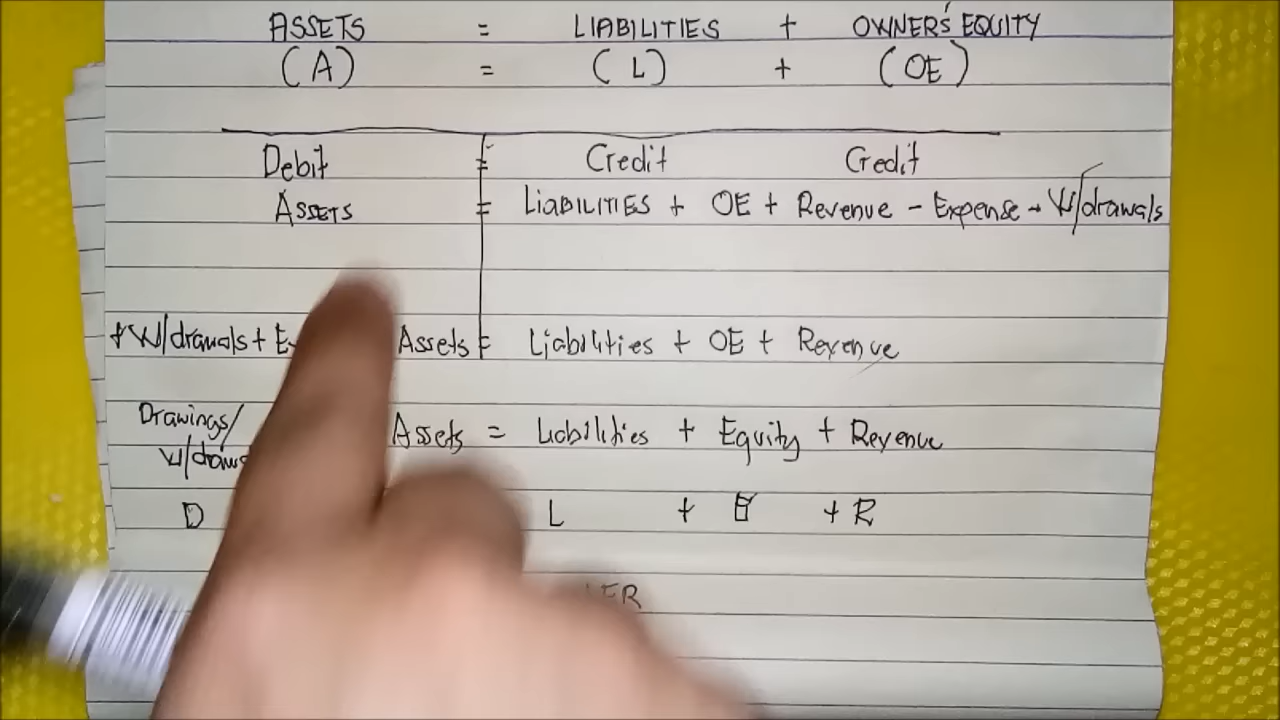 ASSETS = LIABILITIES + OWNER'S EQUITY
(A) = (L) + (OE)
Debit = Credit Credit
ASSETS = LIABILITIES + OE + Revenue - Expense - W/drawals
+ W/drawals + Assets = Liabilities + OE + Revenue
Drawings/ Assets = Liabilities + Equity + Revenue
D L + E + R